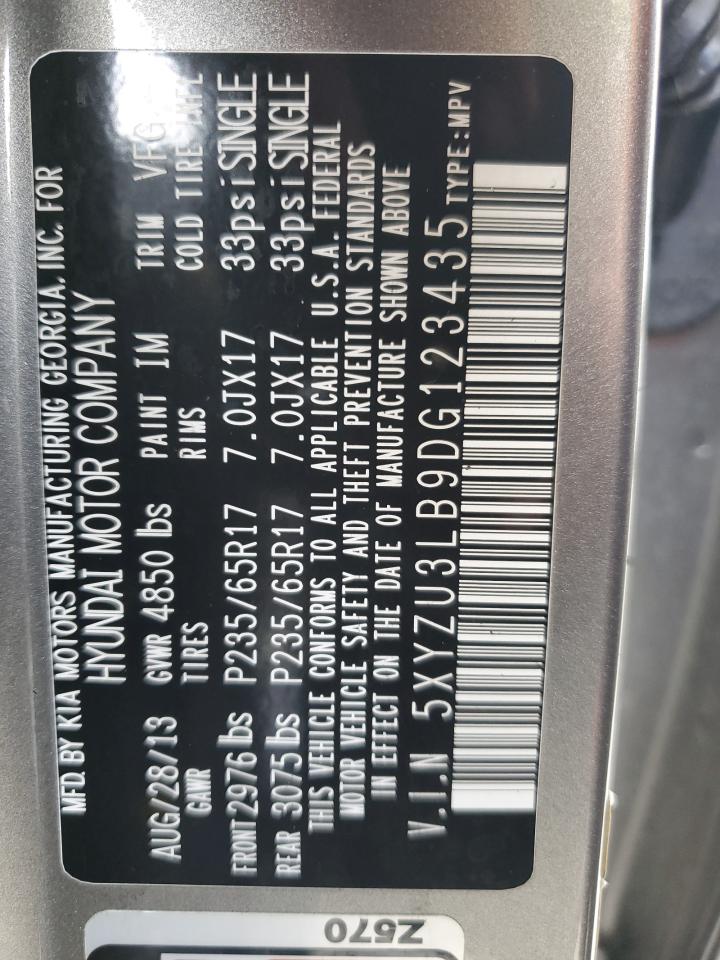 MFD. BY KIA MOTORS MANUFACTURING GEORGIA, INC. FOR
HYUNDAI MOTOR COMPANY
AUG/28/13 GVWR 4850 lbs PAINT IM TRIM
GAWR TIRES RIMS COLD TIRE INFL
FRONT 2976 lbs P235/65R17 7.0JX17 33psi SINGLE
REAR 3075 lbs P235/65R17 7.0JX17 33psi SINGLE
THIS VEHICLE CONFORMS TO ALL APPLICABLE U.S.A. FEDERAL
MOTOR VEHICLE SAFETY AND THEFT PREVENTION STANDARDS
IN EFFECT ON THE DATE OF MANUFACTURE SHOWN ABOVE
V.I.N 5XYZU3LB9DG123435 TYPE:MPV
Z570